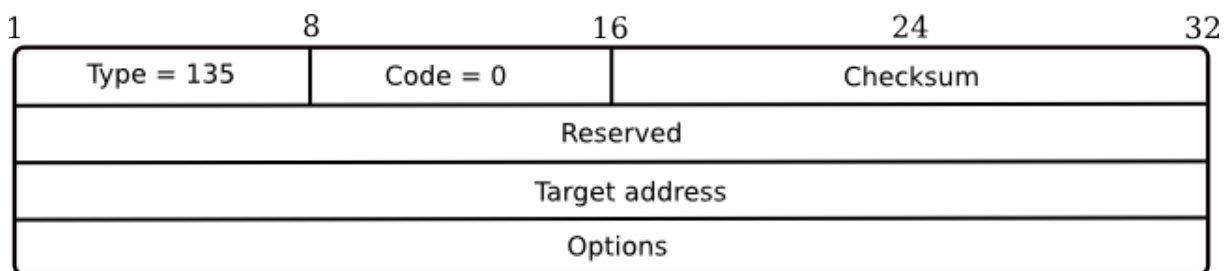 1 8 16 24 32
Type = 135 Code = 0 Checksum
Reserved
Target address
Options